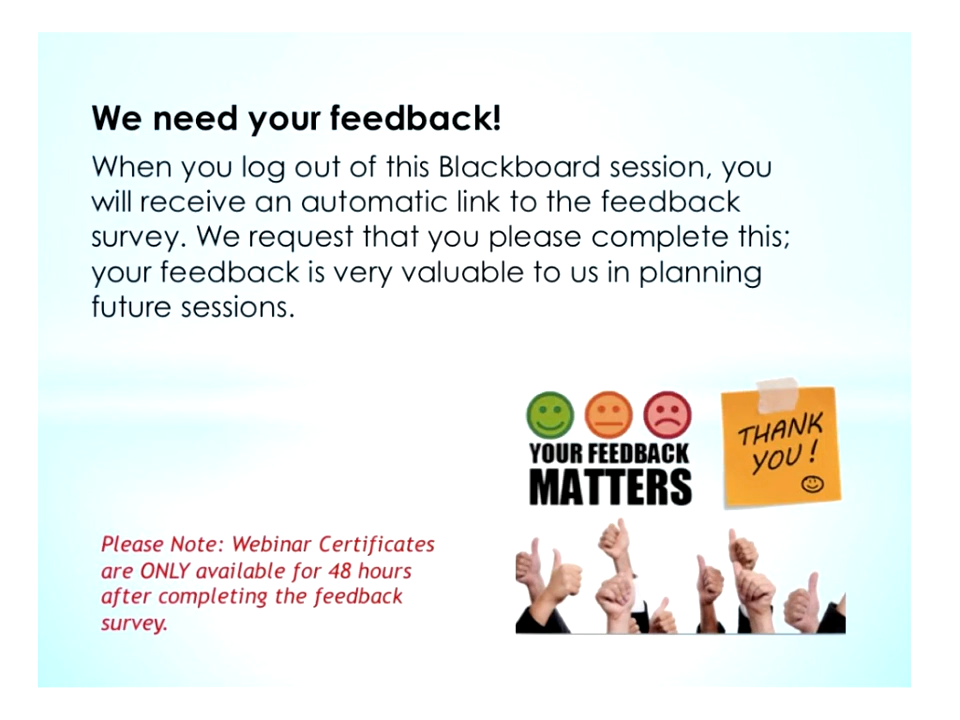 We need your feedback!
When you log out of this Blackboard session, you
will receive an automatic link to the feedback
survey. We request that you please complete this;
your feedback is very valuable to us in planning
future sessions.
YOUR FEEDBACK
MATTERS
THANK
YOU!
Please Note: Webinar Certificates
are ONLY available for 48 hours
after completing the feedback
survey.